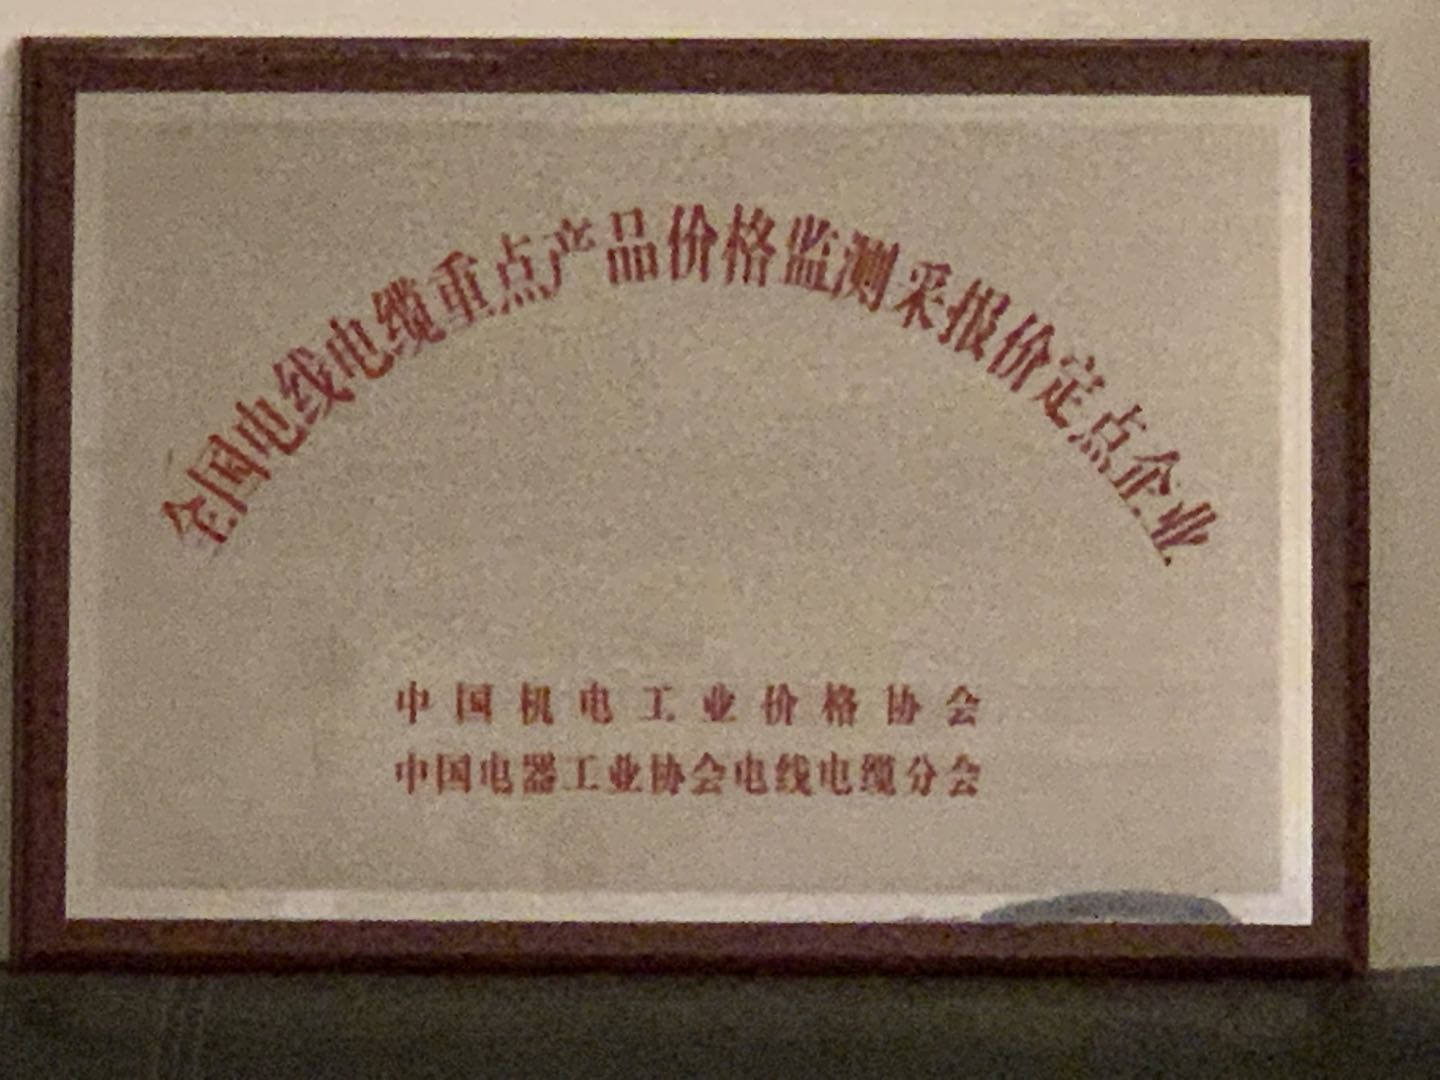 全国电线电缆重点产品价格监测采报价定点企业
中国机电工业价格协会
中国电器工业协会电线电缆分会